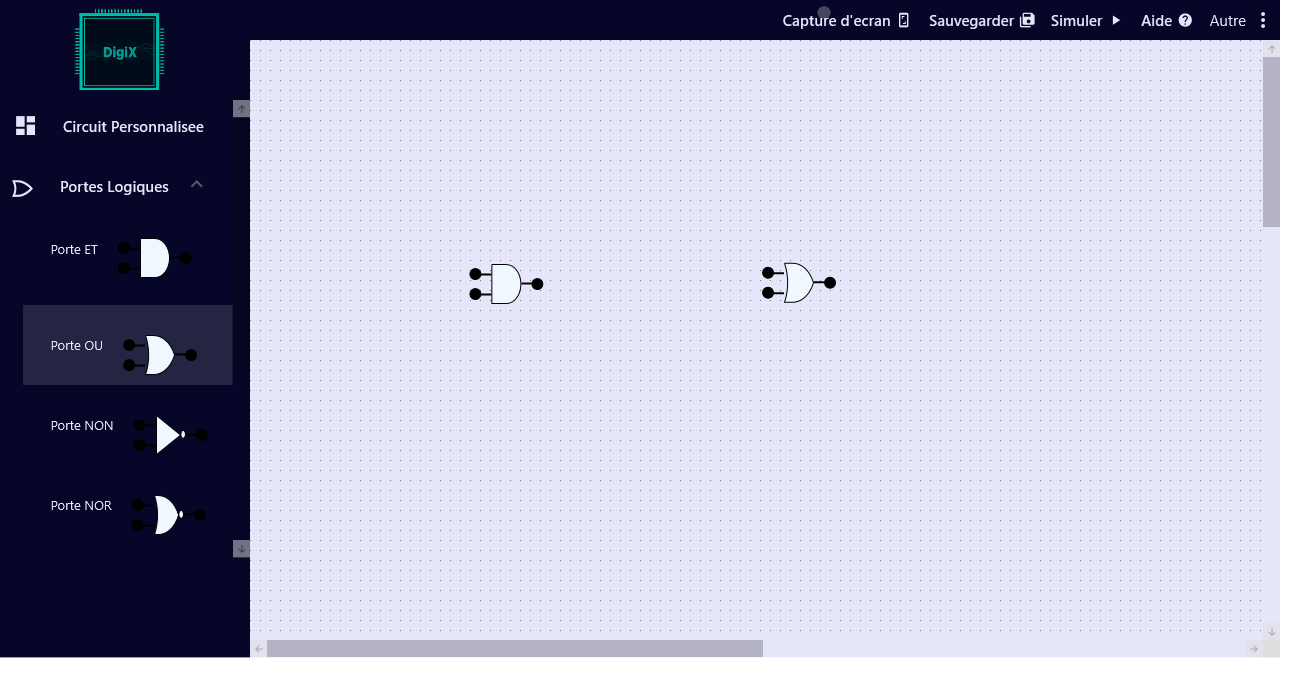 DigiX
Capture d'ecran
Sauvegarder
Simuler
Aide
Autre
Circuit Personnalisee
Portes Logiques
Porte ET
Porte OU
Porte NON
Porte NOR